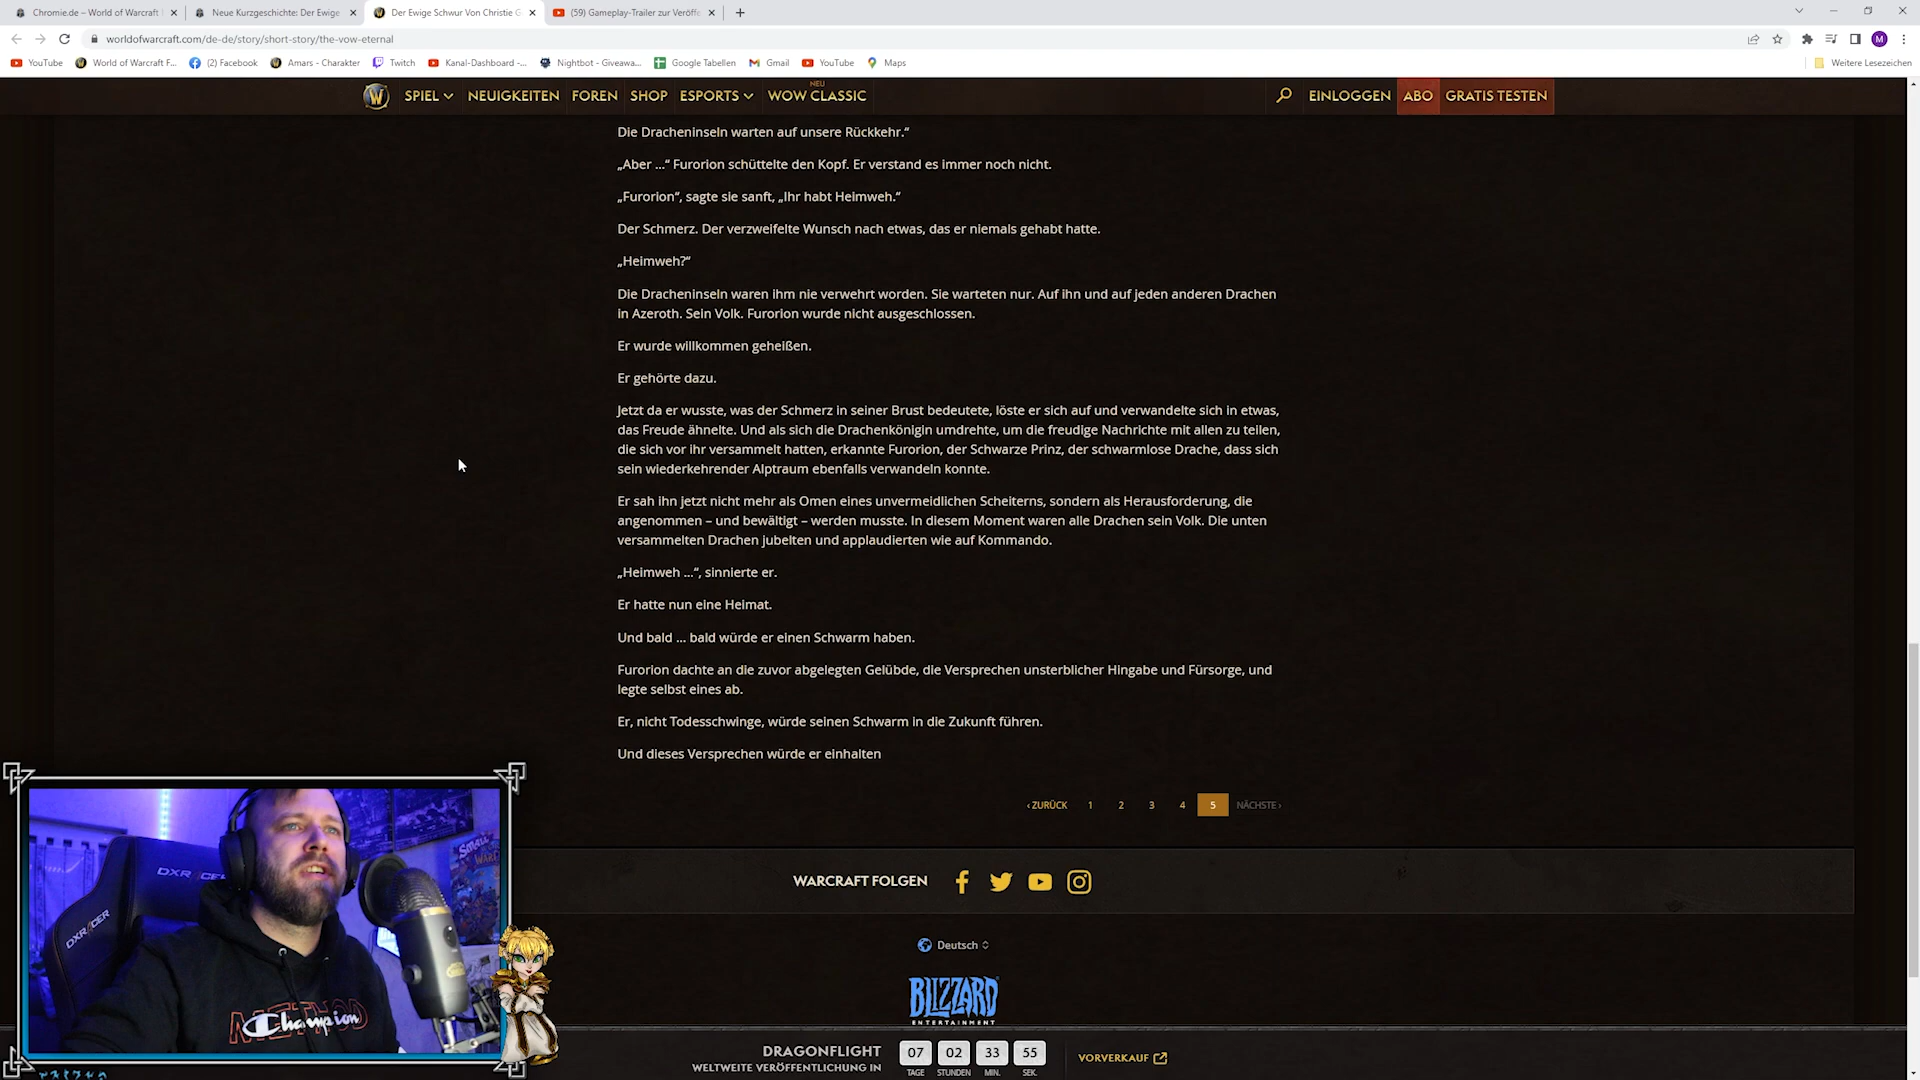 Chromie.de – World of Warcraft
Neue Kurzgeschichte: Der Ewige
Der Ewige Schwur Von Christie G
(59) Gameplay-Trailer zur Veröff
worldofwarcraft.com/de-de/story/short-story/the-vow-eternal
M
YouTube
World of Warcraft F...
(2) Facebook
Amars - Charakter
Twitch
Kanal-Dashboard -...
Nightbot - Giveawa...
Google Tabellen
Gmail
YouTube
Maps
Weitere Lesezeichen
SPIEL
NEUIGKEITEN
FOREN
SHOP
ESPORTS
NEU
WOW CLASSIC
EINLOGGEN
ABO
GRATIS TESTEN
Die Dracheninseln warten auf unsere Rückkehr.“
„Aber ...“ Furorion schüttelte den Kopf. Er verstand es immer noch nicht.
„Furorion“, sagte sie sanft, „Ihr habt Heimweh.“
Der Schmerz. Der verzweifelte Wunsch nach etwas, das er niemals gehabt hatte.
„Heimweh?“
Die Dracheninseln waren ihm nie verwehrt worden. Sie warteten nur. Auf ihn und auf jeden anderen Drachen
in Azeroth. Sein Volk. Furorion wurde nicht ausgeschlossen.
Er wurde willkommen geheißen.
Er gehörte dazu.
Jetzt da er wusste, was der Schmerz in seiner Brust bedeutete, löste er sich auf und verwandelte sich in etwas,
das Freude ähnelte. Und als sich die Drachenkönigin umdrehte, um die freudige Nachrichte mit allen zu teilen,
die sich vor ihr versammelt hatten, erkannte Furorion, der Schwarze Prinz, der schwarmlose Drache, dass sich
sein wiederkehrender Alptraum ebenfalls verwandeln konnte.
Er sah ihn jetzt nicht mehr als Omen eines unvermeidlichen Scheiterns, sondern als Herausforderung, die
angenommen – und bewältigt – werden musste. In diesem Moment waren alle Drachen sein Volk. Die unten
versammelten Drachen jubelten und applaudierten wie auf Kommando.
„Heimweh ...“, sinnierte er.
Er hatte nun eine Heimat.
Und bald ... bald würde er einen Schwarm haben.
Furorion dachte an die zuvor abgelegten Gelübde, die Versprechen unsterblicher Hingabe und Fürsorge, und
legte selbst eines ab.
Er, nicht Todesschwinge, würde seinen Schwarm in die Zukunft führen.
Und dieses Versprechen würde er einhalten
‹ ZURÜCK 1 2 3 4 5 NÄCHSTE ›
WARCRAFT FOLGEN
Deutsch
BLIZZARD
ENTERTAINMENT
DRAGONFLIGHT
WELTWEITE VERÖFFENTLICHUNG IN
07 02 33 55
TAGE STUNDEN MIN. SEK.
VORVERKAUF
DXRACER
DXRACER
METHOD
Champion